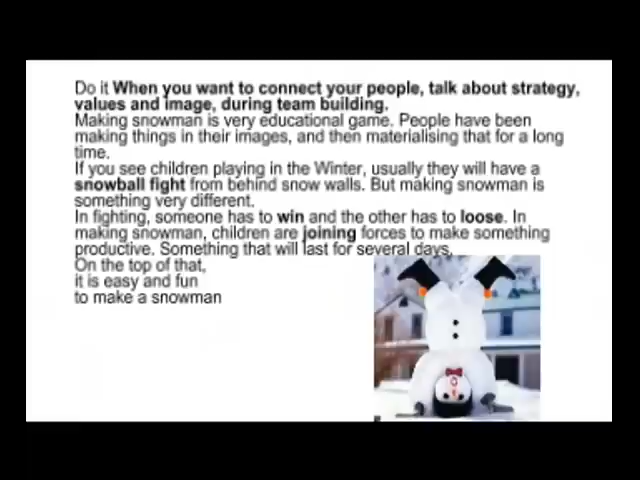 Do it When you want to connect your people, talk about strategy,
values and image, during team building.
Making snowman is very educational game. People have been
making things in their images, and then materialising that for a long
time.
If you see children playing in the Winter, usually they will have a
snowball fight from behind snow walls. But making snowman is
something very different.
In fighting, someone has to win and the other has to loose. In
making snowman, children are joining forces to make something
productive. Something that will last for several days.
On the top of that,
it is easy and fun
to make a snowman